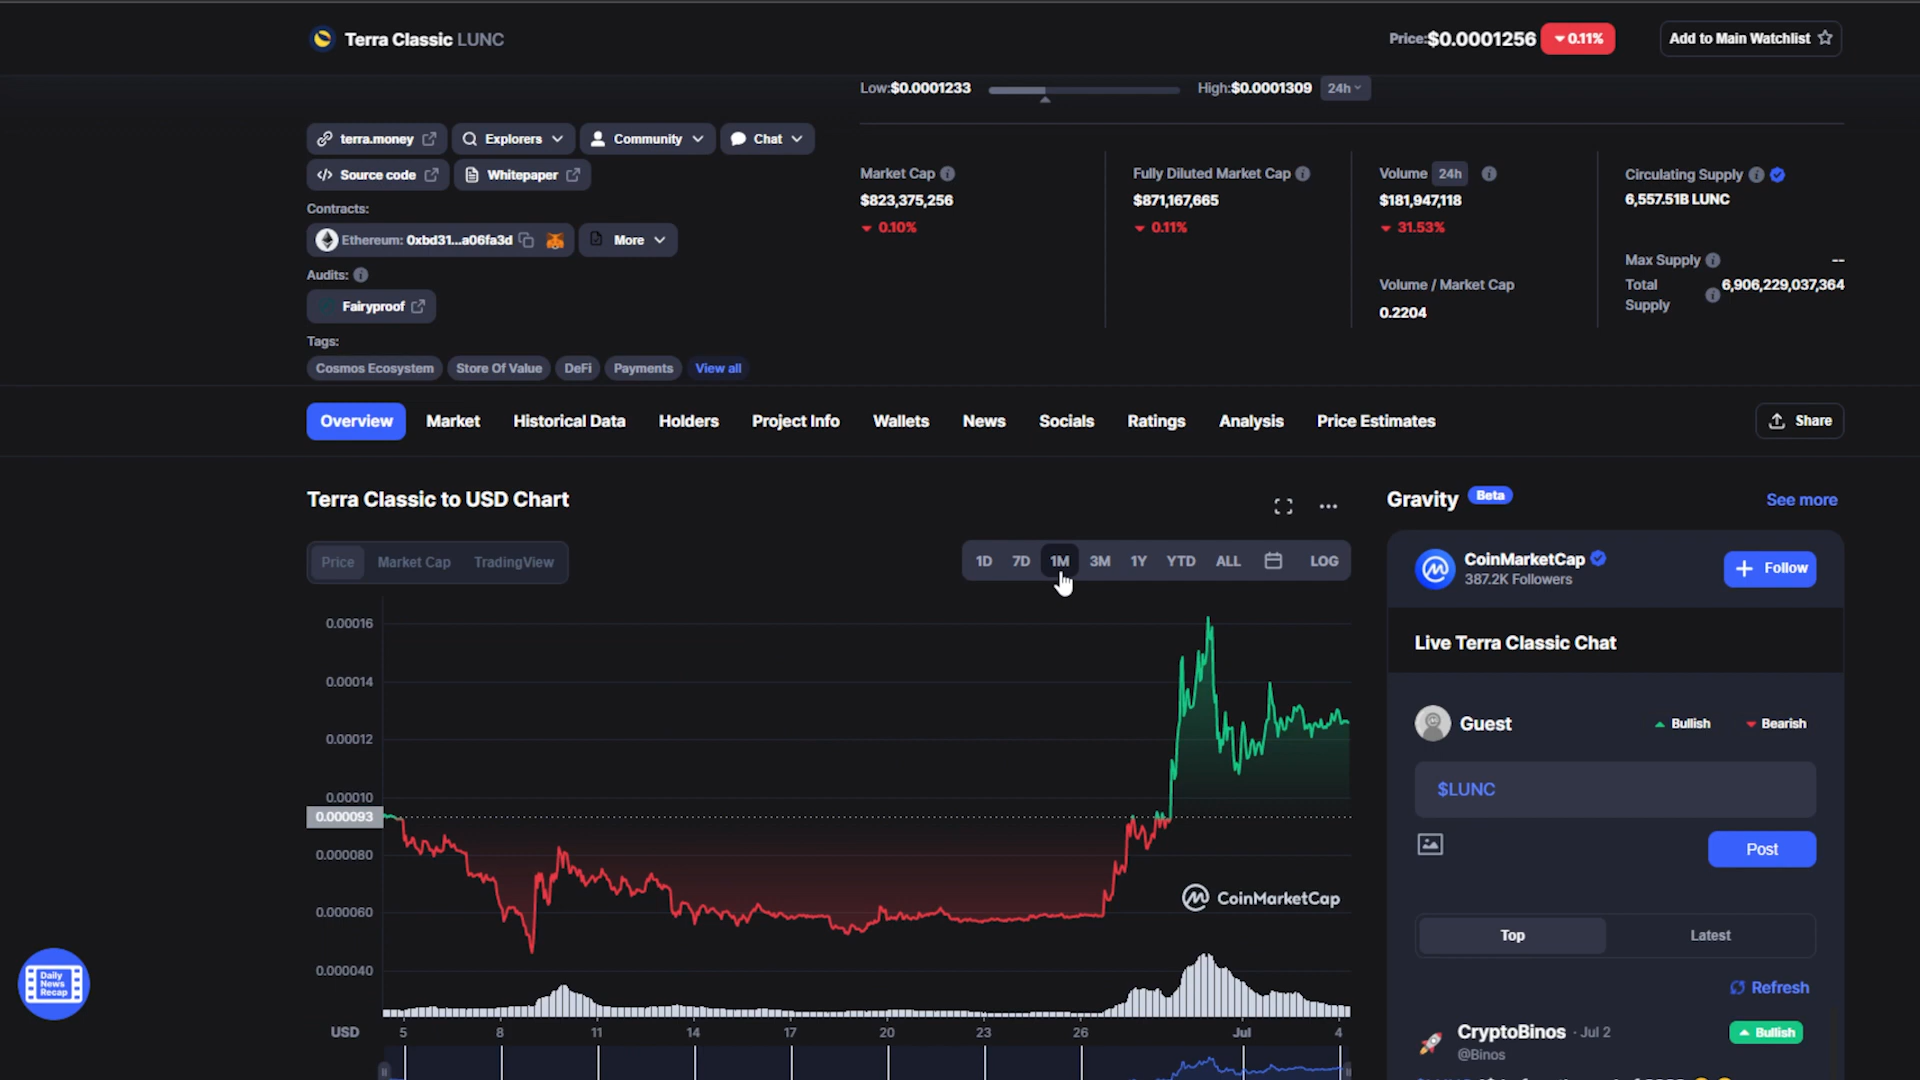 Terra Classic LUNC
Price:$0.0001256 0.11%
Add to Main Watchlist
Low:$0.0001233
High:$0.0001309 24h
terra.money
Explorers
Community
Chat
Source code
Whitepaper
Contracts:
Ethereum: 0xbd31...a06fa3d
More
Audits:
Fairyproof
Tags:
Cosmos Ecosystem
Store Of Value
DeFi
Payments
View all
Market Cap
$823,375,256
0.10%
Fully Diluted Market Cap
$871,167,665
0.11%
Volume 24h
$181,947,118
31.53%
Volume / Market Cap
0.2204
Circulating Supply
6,557.51B LUNC
Max Supply --
Total Supply 6,906,229,037,364
Overview
Market
Historical Data
Holders
Project Info
Wallets
News
Socials
Ratings
Analysis
Price Estimates
Share
Terra Classic to USD Chart
Price
Market Cap
TradingView
1D 7D 1M 3M 1Y YTD ALL LOG
0.00016
0.00014
0.00012
0.00010
0.000093
0.000080
0.000060
0.000040
CoinMarketCap
USD 5 8 11 14 17 20 23 26 Jul 4
Daily
News
Recap
Gravity Beta
See more
CoinMarketCap
387.2K Followers
Follow
Live Terra Classic Chat
Guest
Bullish
Bearish
$LUNC
Post
Top
Latest
Refresh
CryptoBinos · Jul 2
@Binos
Bullish